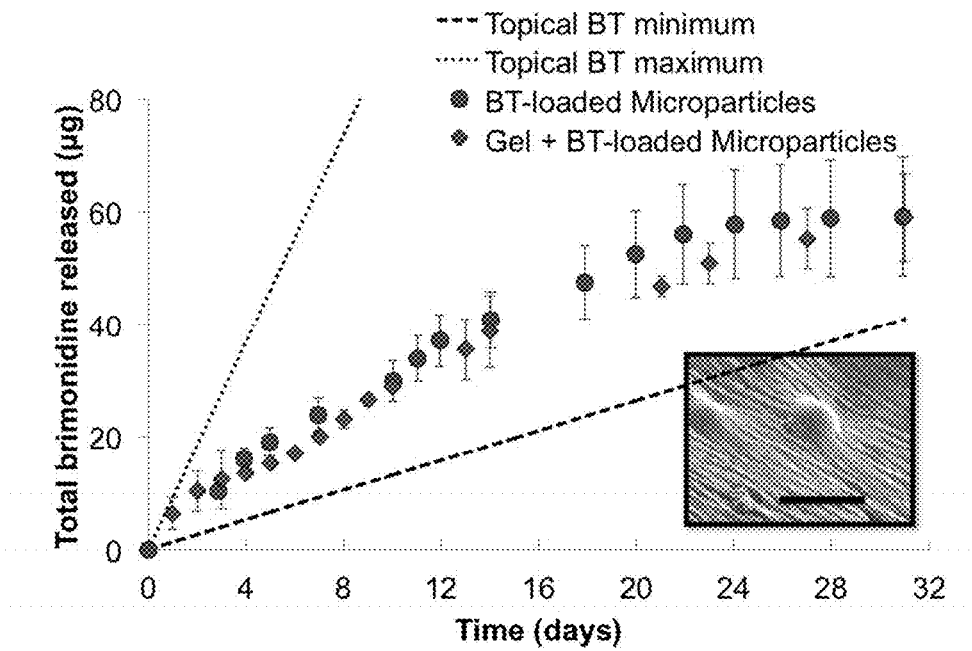 Topical BT minimum
Topical BT maximum
BT-loaded Microparticles
Gel + BT-loaded Microparticles
Total brimonidine released (µg)
80
60
40
20
0
0 4 8 12 16 20 24 28 32
Time (days)